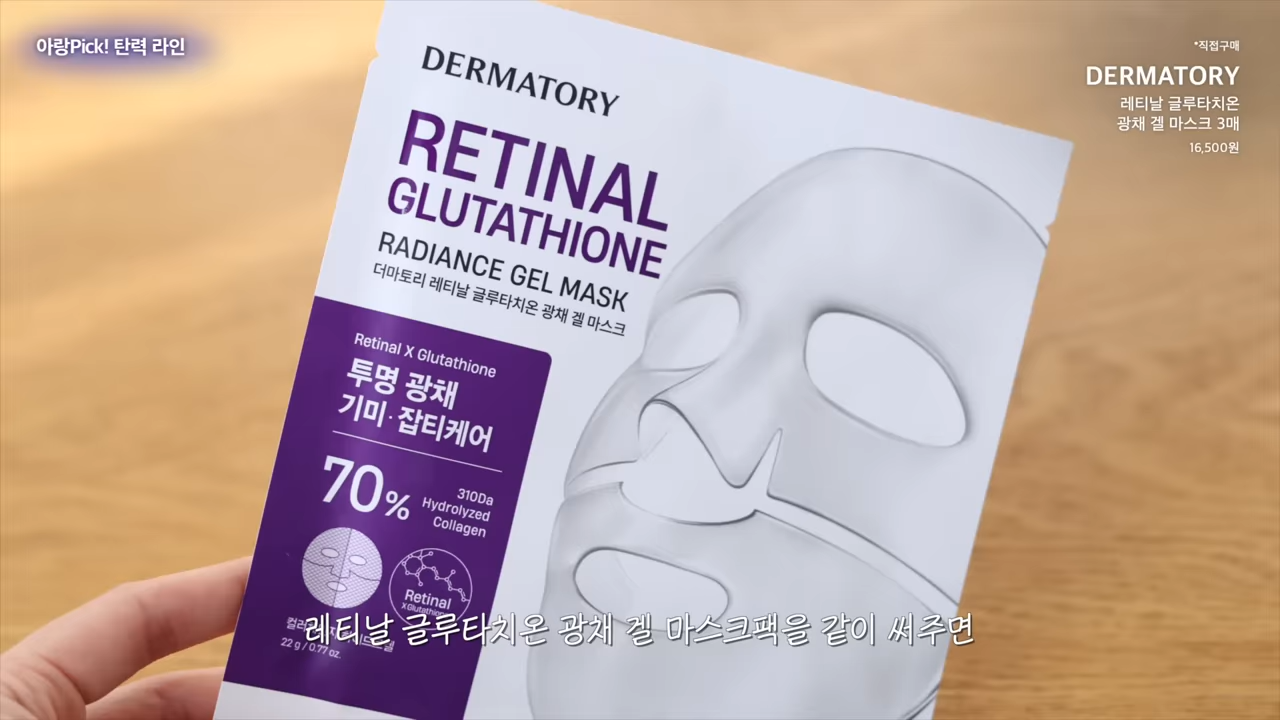 아랑Pick! 탄력 라인
*직접구매
DERMATORY
레티날 글루타치온
광채 겔 마스크 3매
16,500원
DERMATORY
RETINAL
GLUTATHIONE
RADIANCE GEL MASK
더마토리 레티날 글루타치온 광채 겔 마스크
Retinal X Glutathione
투명 광채
기미·잡티케어
70%
310Da
Hydrolyzed
Collagen
Retinal
X Glutathione
22 g / 0.77 oz.
레티날 글루타치온 광채 겔 마스크팩을 같이 써주면